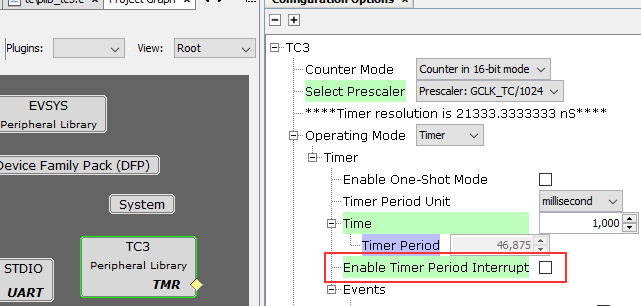 tc\plib_tc3.c
Project Graph
Configuration Options
Plugins:
View:
Root
EVSYS
Peripheral Library
Device Family Pack (DFP)
System
TC3
Peripheral Library
TMR
STDIO
UART
TC3
Counter Mode
Counter in 16-bit mode
Select Prescaler
Prescaler: GCLK_TC/1024
****Timer resolution is 21333.3333333 nS****
Operating Mode
Timer
Timer
Enable One-Shot Mode
Timer Period Unit
millisecond
Time
1,000
Timer Period
46,875
Enable Timer Period Interrupt
Events